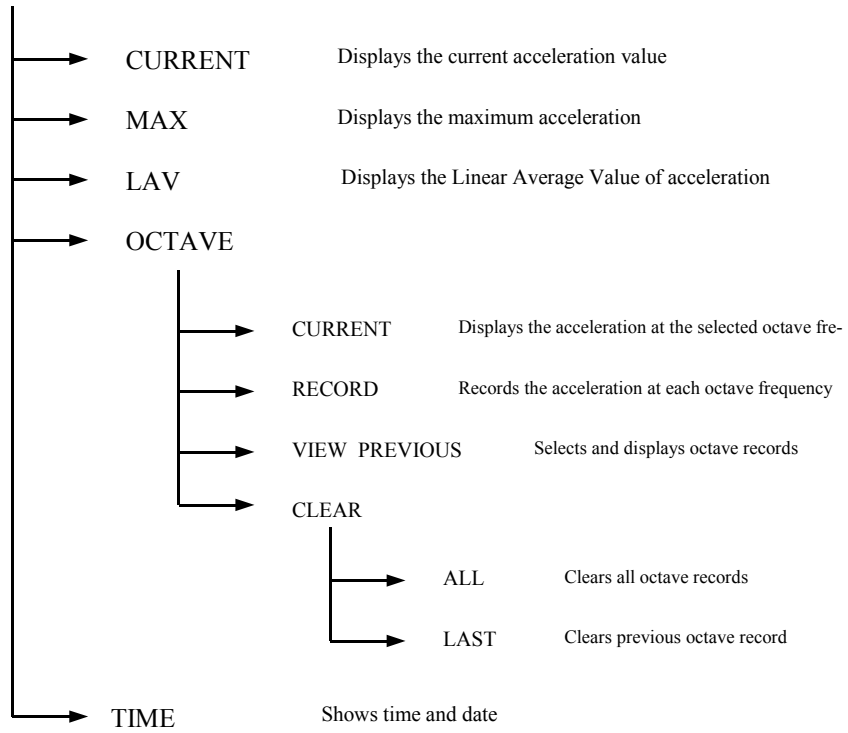 CURRENT Displays the current acceleration value
MAX Displays the maximum acceleration
LAV Displays the Linear Average Value of acceleration
OCTAVE
CURRENT Displays the acceleration at the selected octave fre-
RECORD Records the acceleration at each octave frequency
VIEW PREVIOUS Selects and displays octave records
CLEAR
ALL Clears all octave records
LAST Clears previous octave record
TIME Shows time and date